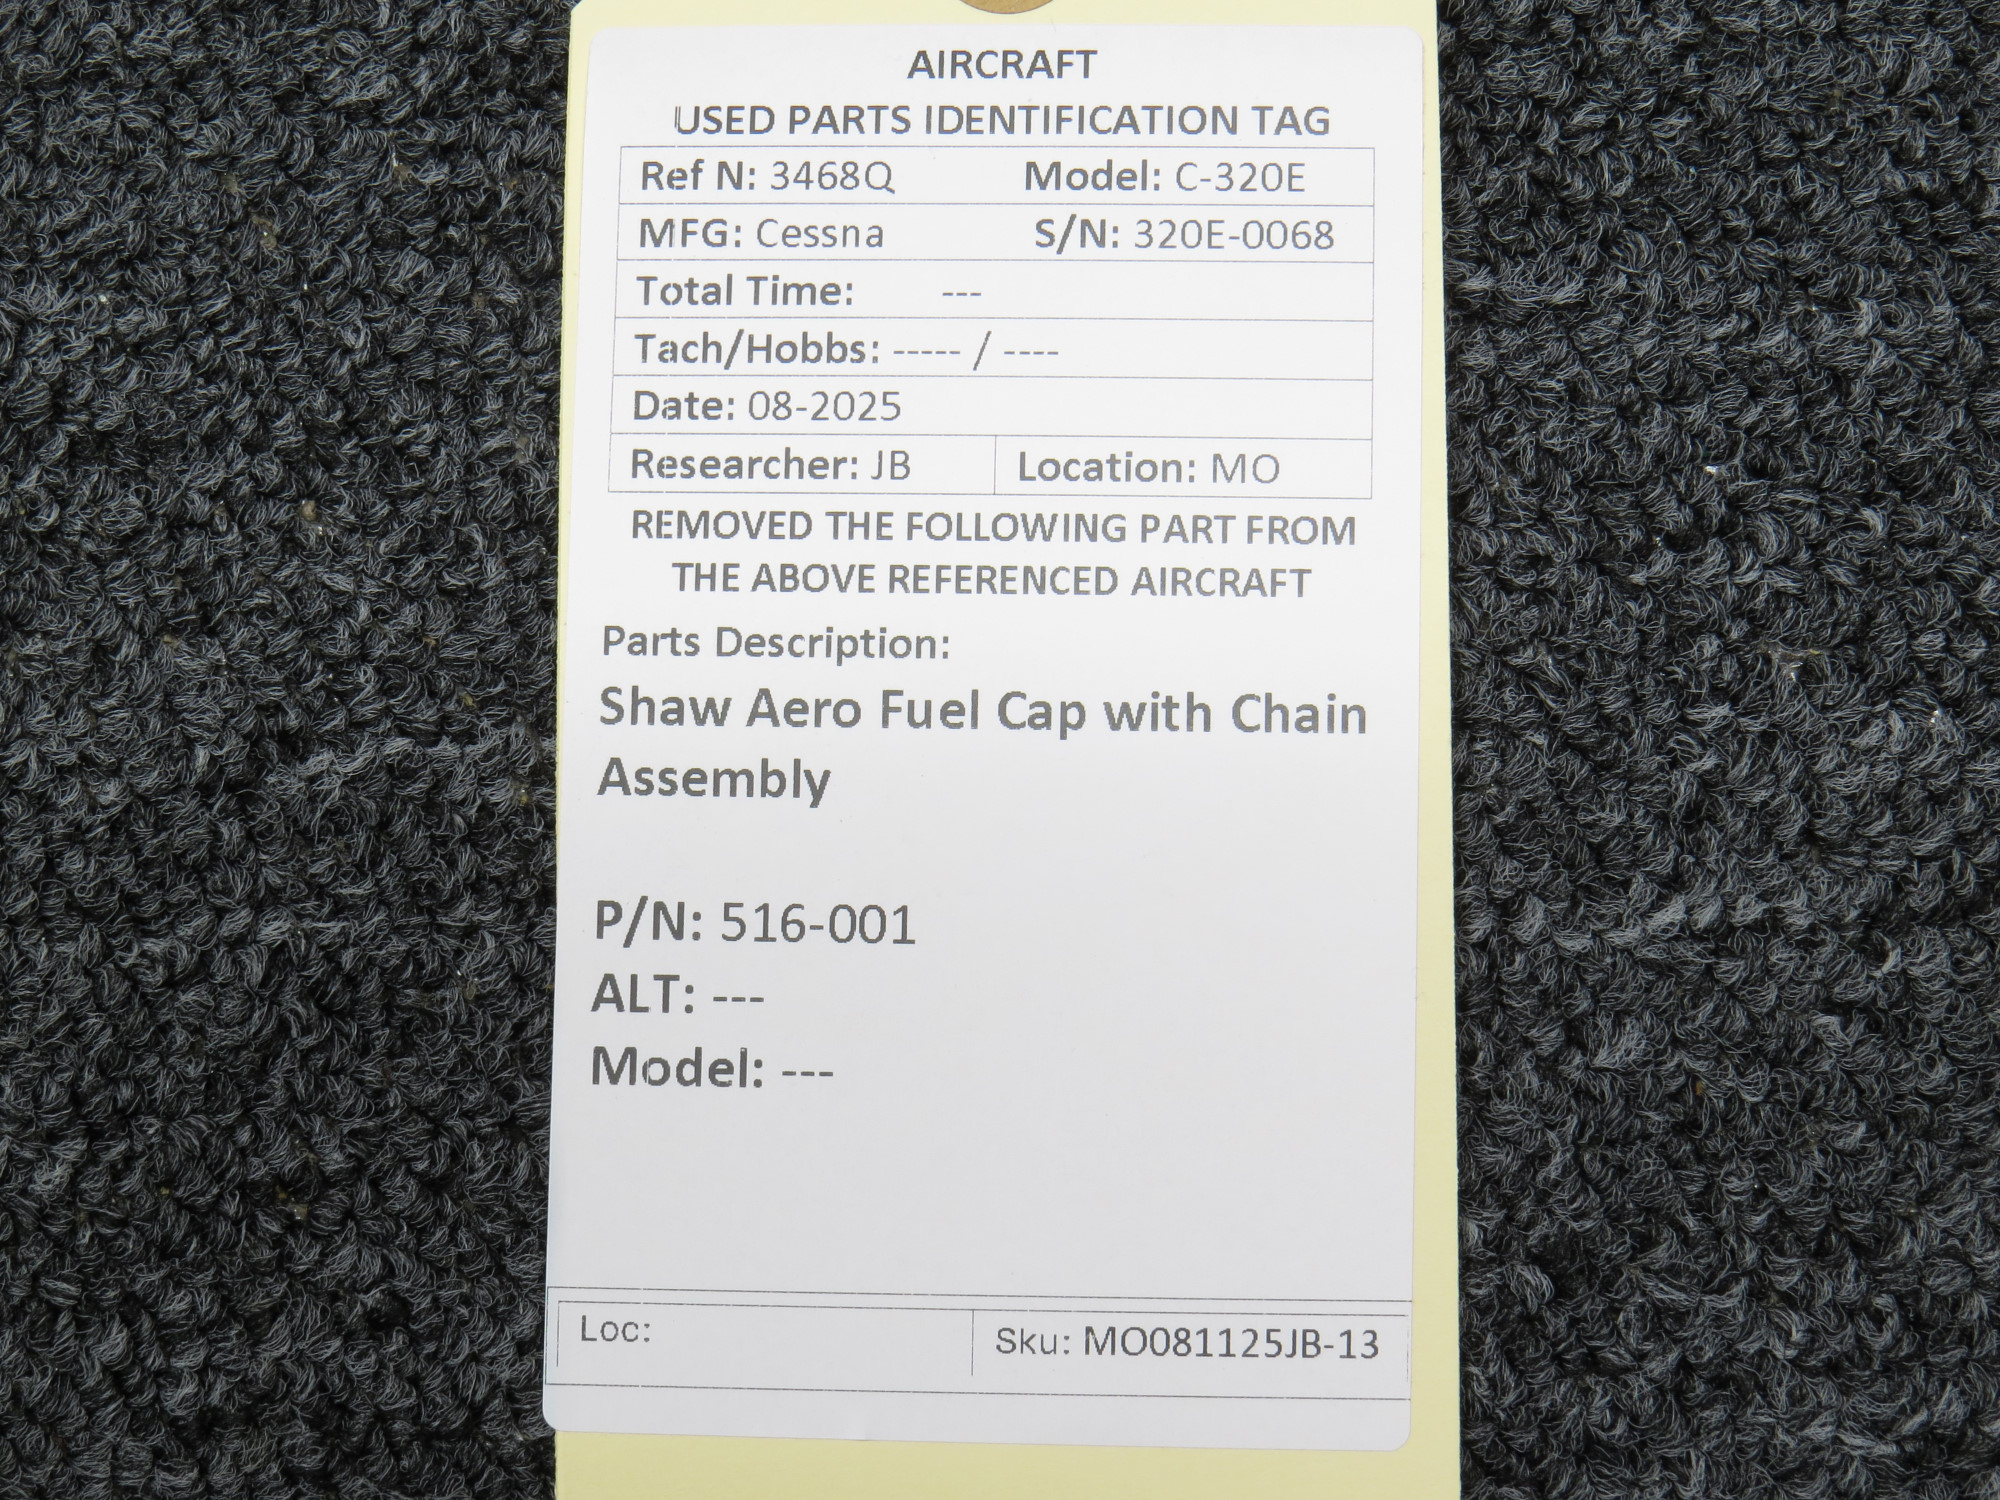 AIRCRAFT
USED PARTS IDENTIFICATION TAG
Ref N: 3468Q Model: C-320E
MFG: Cessna S/N: 320E-0068
Total Time: ---
Tach/Hobbs: ----- / ----
Date: 08-2025
Researcher: JB Location: MO
REMOVED THE FOLLOWING PART FROM
THE ABOVE REFERENCED AIRCRAFT
Parts Description:
Shaw Aero Fuel Cap with Chain
Assembly
P/N: 516-001
ALT: ---
Model: ---
Loc: Sku: MO081125JB-13